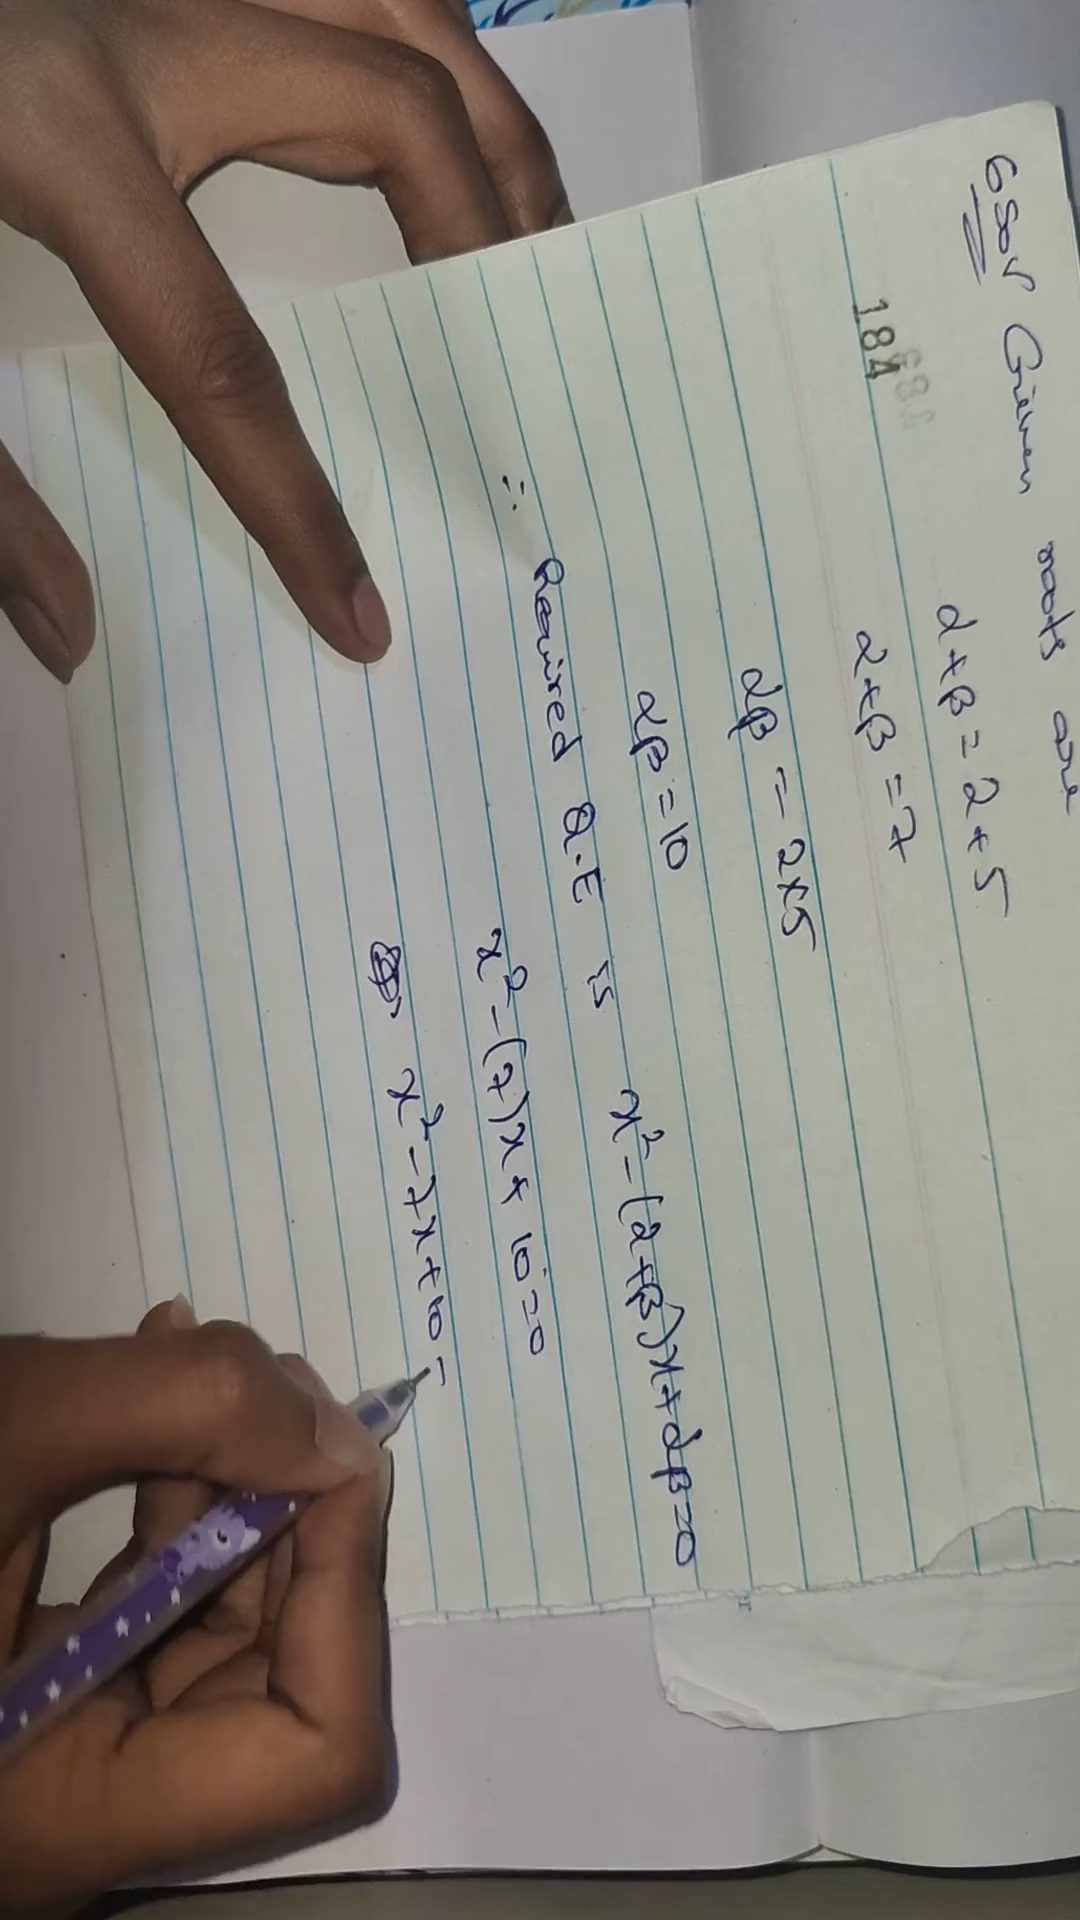 6 Sol Given roots are
184
α+β=2+5
α+β=7
αβ=2×5
αβ=10
∴ Required Q.E is x²-(α+β)x+αβ=0
x²-(7)x+10=0
x²-7x+10=